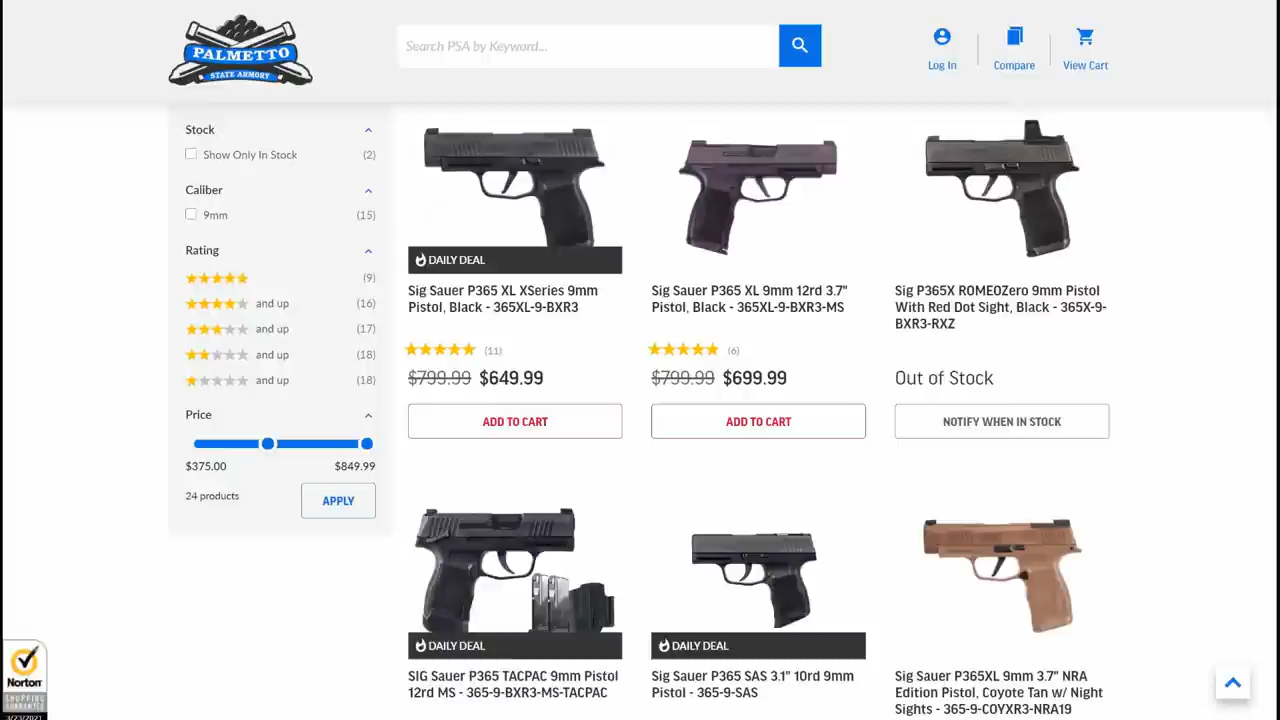 PALMETTO
STATE ARMORY
Search PSA by Keyword...
Log In
Compare
View Cart
Stock
Show Only In Stock (2)
Caliber
9mm (15)
Rating
(9)
and up (16)
and up (17)
and up (18)
and up (18)
Price
$375.00 $849.99
24 products
APPLY
DAILY DEAL
Sig Sauer P365 XL XSeries 9mm
Pistol, Black - 365XL-9-BXR3
(11)
$799.99 $649.99
ADD TO CART
Sig Sauer P365 XL 9mm 12rd 3.7"
Pistol, Black - 365XL-9-BXR3-MS
(6)
$799.99 $699.99
ADD TO CART
Sig P365X ROMEOZero 9mm Pistol
With Red Dot Sight, Black - 365X-9-
BXR3-RXZ
Out of Stock
NOTIFY WHEN IN STOCK
DAILY DEAL
SIG Sauer P365 TACPAC 9mm Pistol
12rd MS - 365-9-BXR3-MS-TACPAC
DAILY DEAL
Sig Sauer P365 SAS 3.1" 10rd 9mm
Pistol - 365-9-SAS
Sig Sauer P365XL 9mm 3.7" NRA
Edition Pistol, Coyote Tan w/ Night
Sights - 365-9-COYXR3-NRA19
Norton
SHOPPING
GUARANTEE
3/23/2021